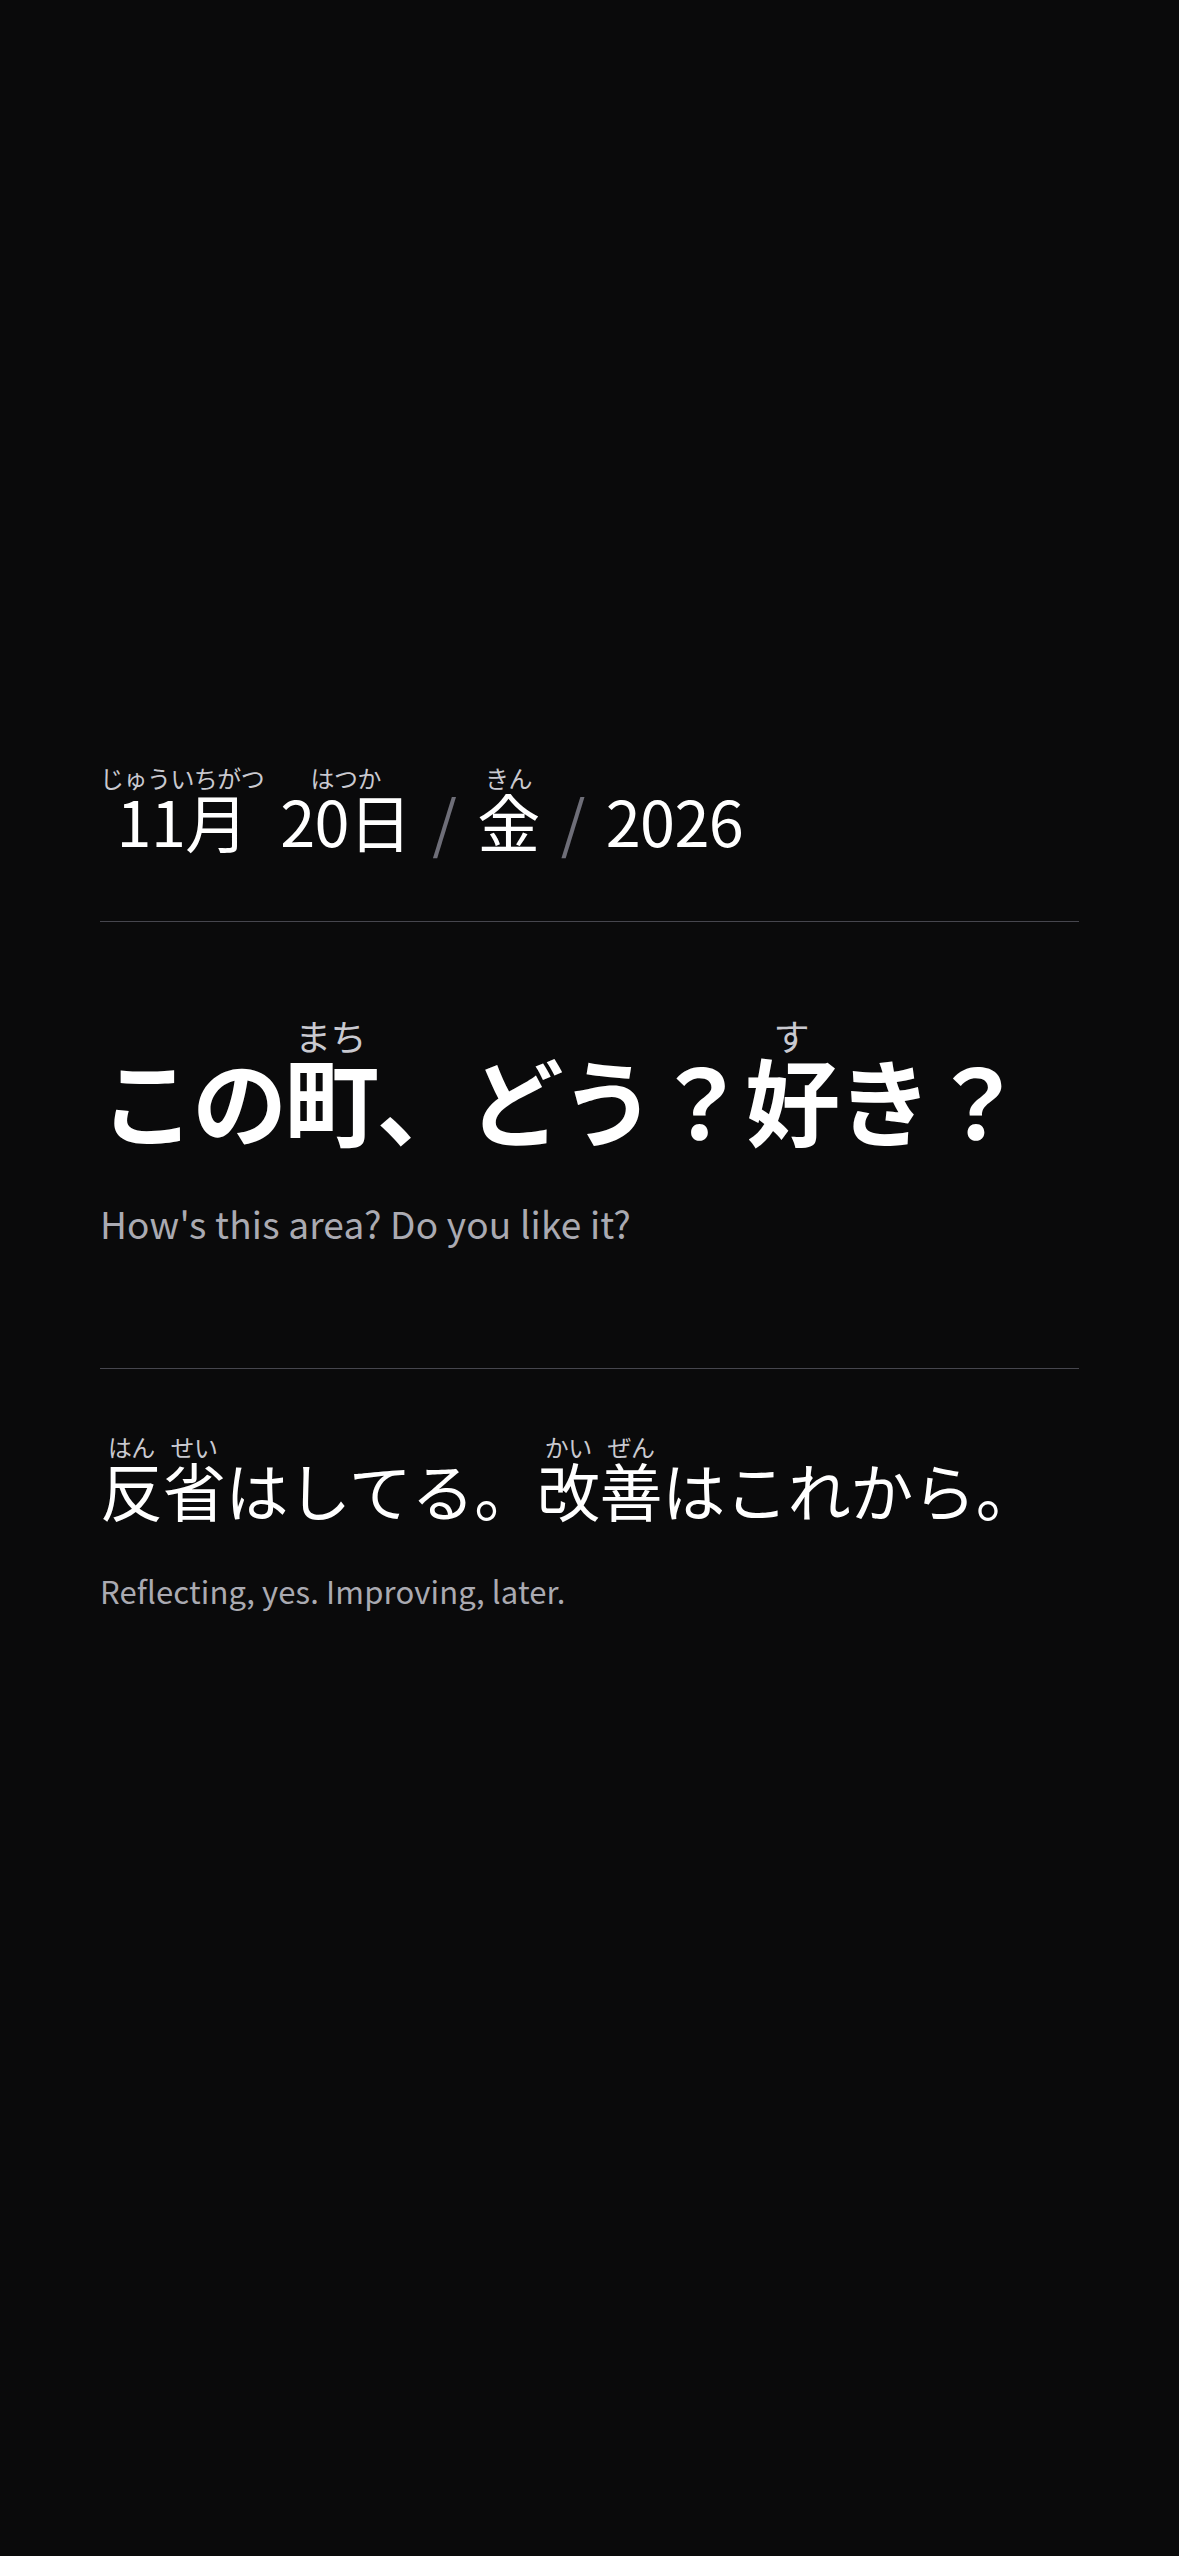 じゅういちがつ はつか きん
11月 20日 / 金 / 2026
まち す
この町、どう？好き？
How's this area? Do you like it?
はん せい かい ぜん
反省はしてる。改善はこれから。
Reflecting, yes. Improving, later.